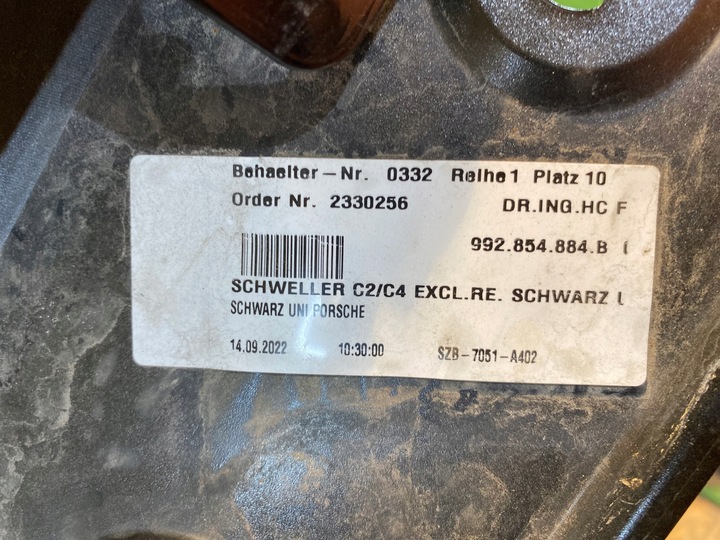 Behaelter-Nr. 0332 Reihe 1 Platz 10
Order Nr. 2330256 DR.ING.HC F
992.854.884.B
SCHWELLER C2/C4 EXCL.RE. SCHWARZ
SCHWARZ UNI PORSCHE
14.09.2022 10:30:00 SZB-7051-A402